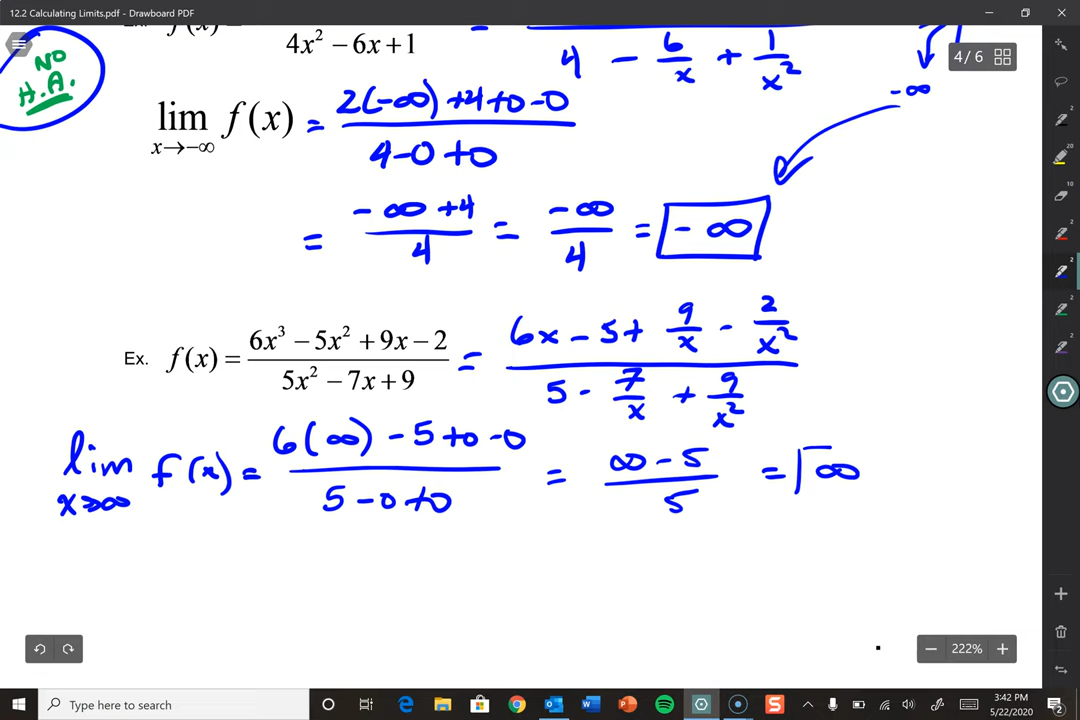 12.2 Calculating Limits.pdf - Drawboard PDF
4x² − 6x + 1
4 − 6/x + 1/x²
4 / 6
NO
H.A.
−∞
lim x→−∞ f(x) = (2(−∞) + 4 + 0 − 0)/(4 − 0 + 0)
= (−∞ + 4)/4 = −∞/4 = −∞
Ex. f(x) = (6x³ − 5x² + 9x − 2)/(5x² − 7x + 9) = (6x − 5 + 9/x − 2/x²)/(5 − 7/x + 9/x²)
lim x→∞ f(x) = (6(∞) − 5 + 0 − 0)/(5 − 0 + 0) = (∞ − 5)/5 = ∞
222%
Type here to search
3:42 PM
5/22/2020